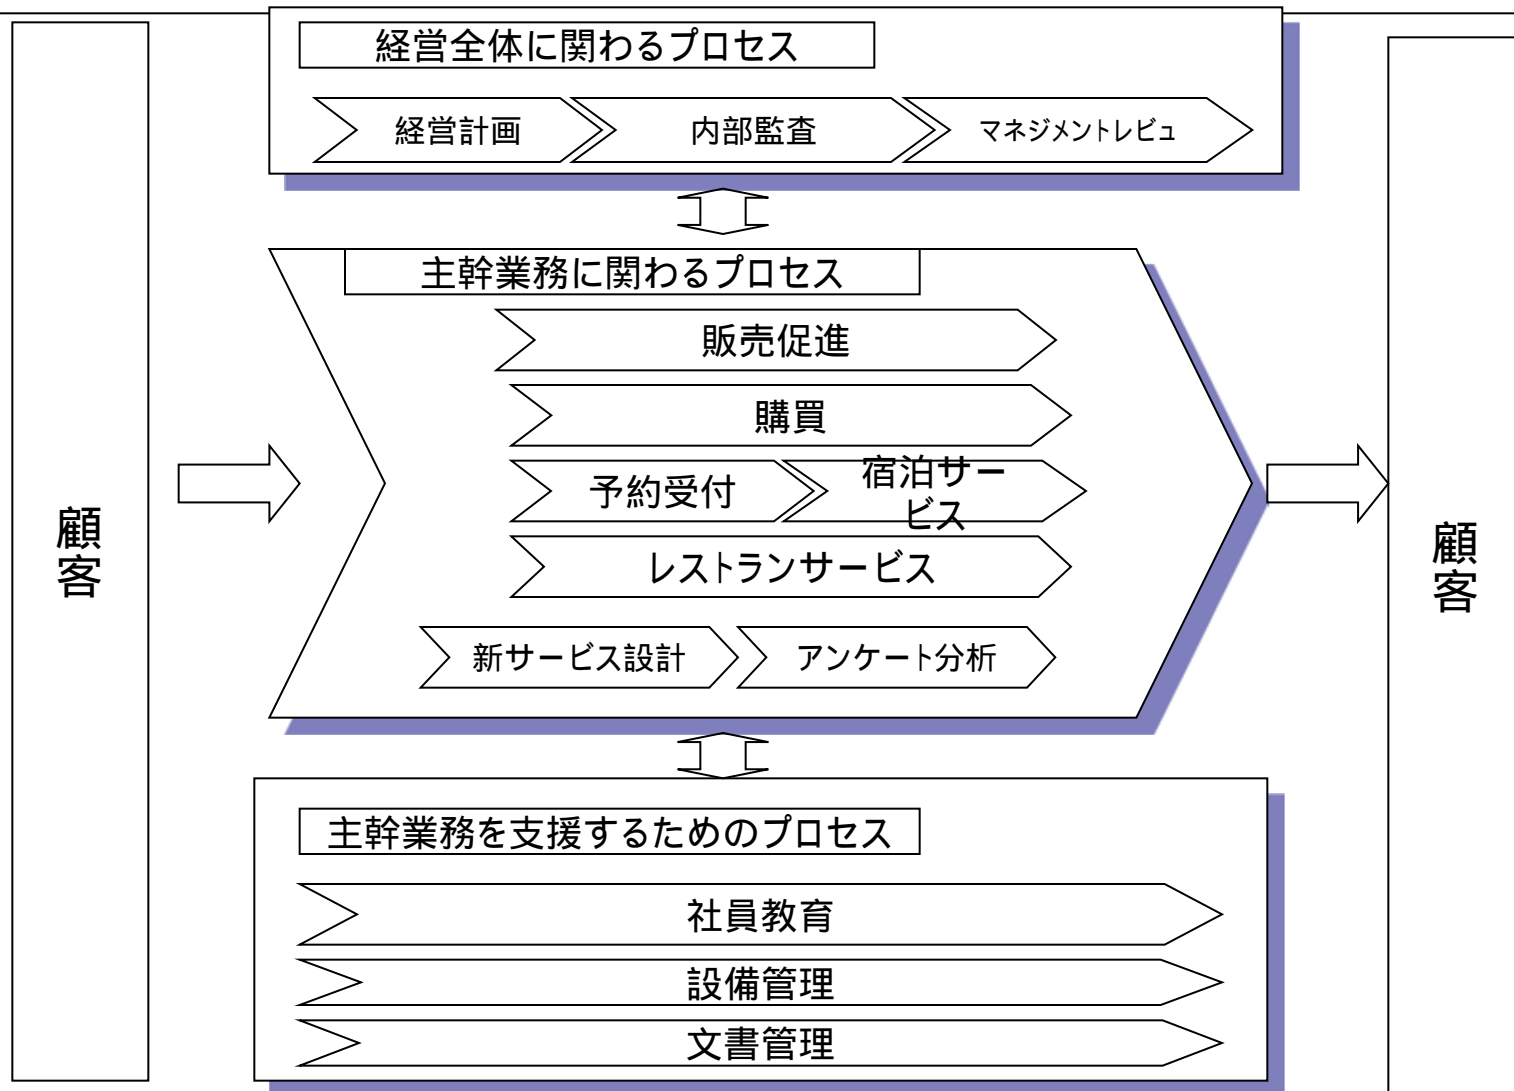 経営全体に関わるプロセス
経営計画
内部監査
マネジメントレビュ
主幹業務に関わるプロセス
販売促進
購買
予約受付
宿泊サー
ビス
レストランサービス
新サービス設計
アンケート分析
顧客
顧客
主幹業務を支援するためのプロセス
社員教育
設備管理
文書管理